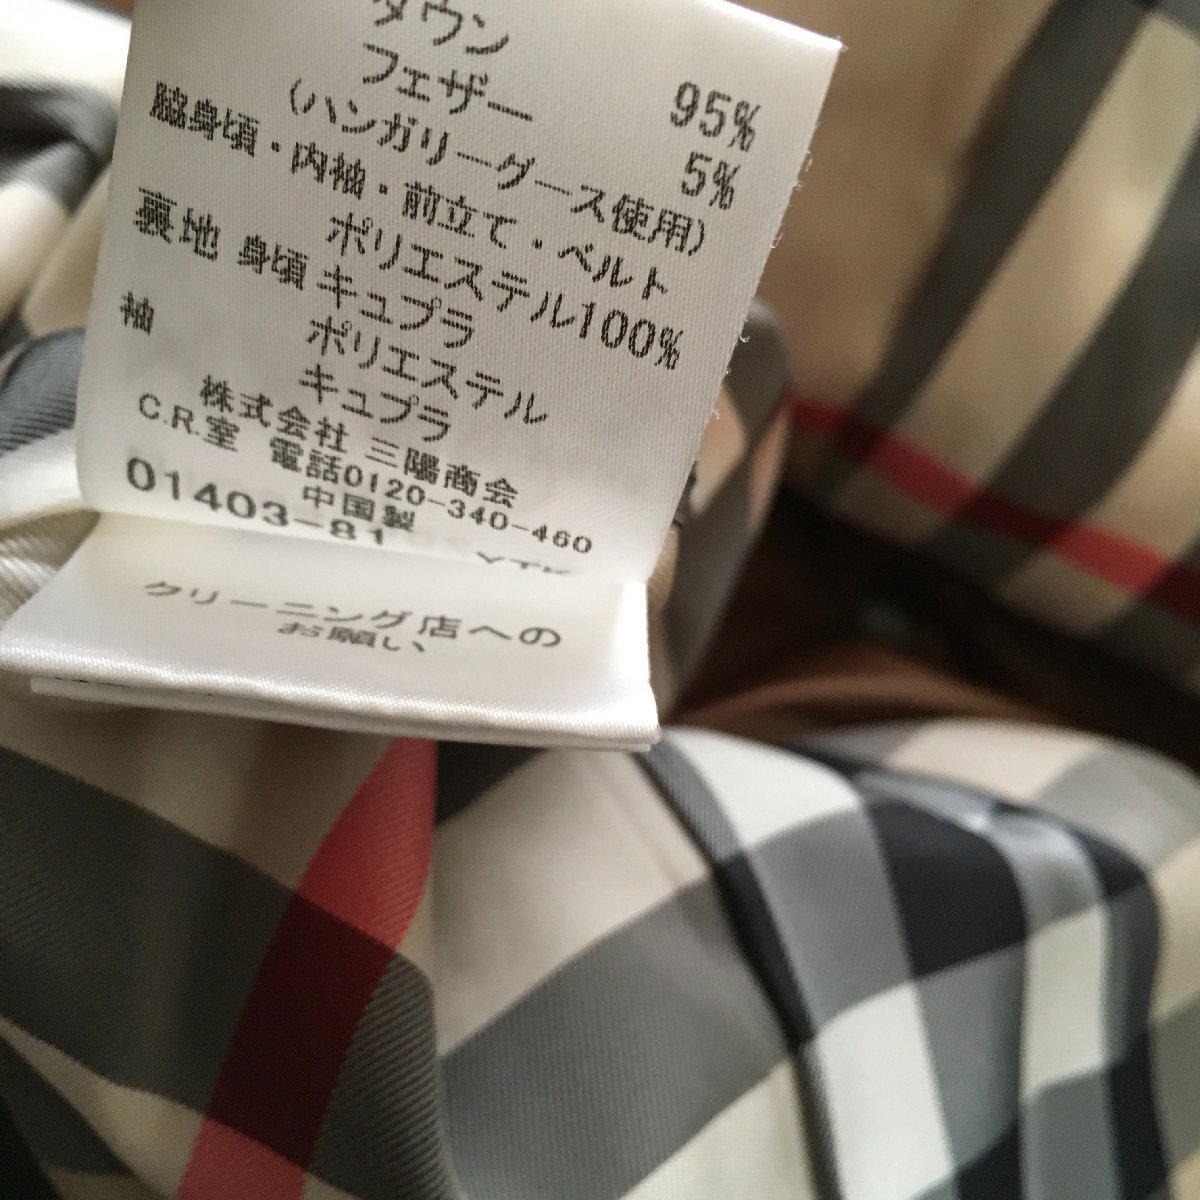 ダウン 95%
フェザー 5%
(ハンガリーグース使用)
脇身頃・内袖・前立て・ベルト
ポリエステル100%
裏地 身頃 キュプラ
袖 ポリエステル
キュプラ
株式会社 三陽商会
C.R.室 電話0120-340-460
中国製
01403-81 YTK
クリーニング店への
お願い、